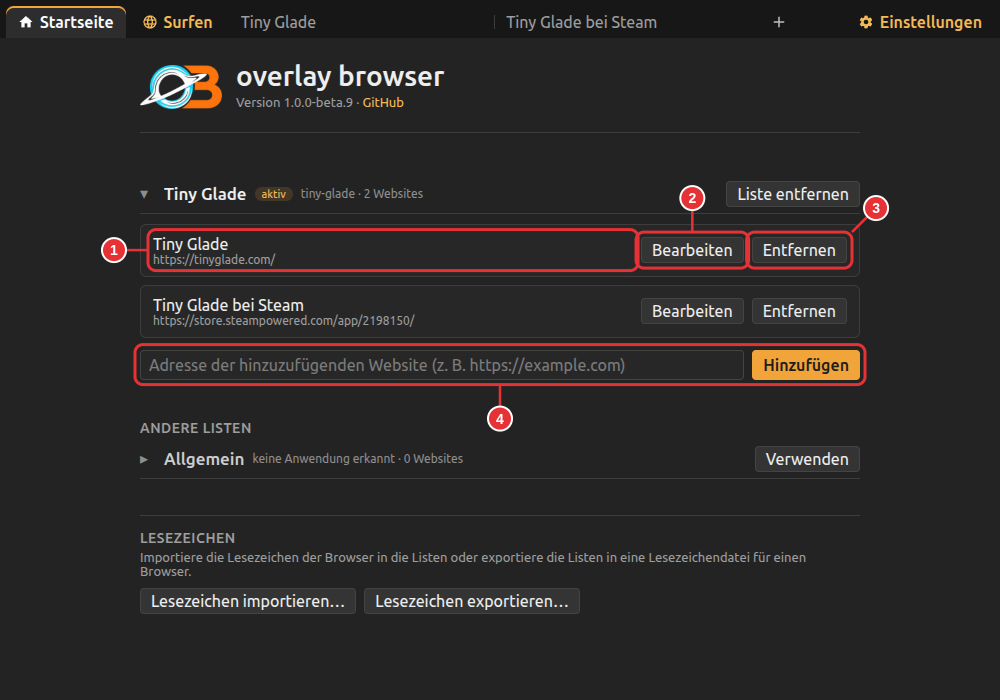 Startseite Surfen Tiny Glade Tiny Glade bei Steam + Einstellungen
overlay browser
Version 1.0.0-beta.9 · GitHub
▼ Tiny Glade aktiv tiny-glade · 2 Websites Liste entfernen
2
3
1
Tiny Glade
https://tinyglade.com/
Bearbeiten Entfernen
Tiny Glade bei Steam
https://store.steampowered.com/app/2198150/
Bearbeiten Entfernen
Adresse der hinzuzufügenden Website (z. B. https://example.com) Hinzufügen
4
ANDERE LISTEN
▶ Allgemein keine Anwendung erkannt · 0 Websites Verwenden
LESEZEICHEN
Importiere die Lesezeichen der Browser in die Listen oder exportiere die Listen in eine Lesezeichendatei für einen
Browser.
Lesezeichen importieren… Lesezeichen exportieren…